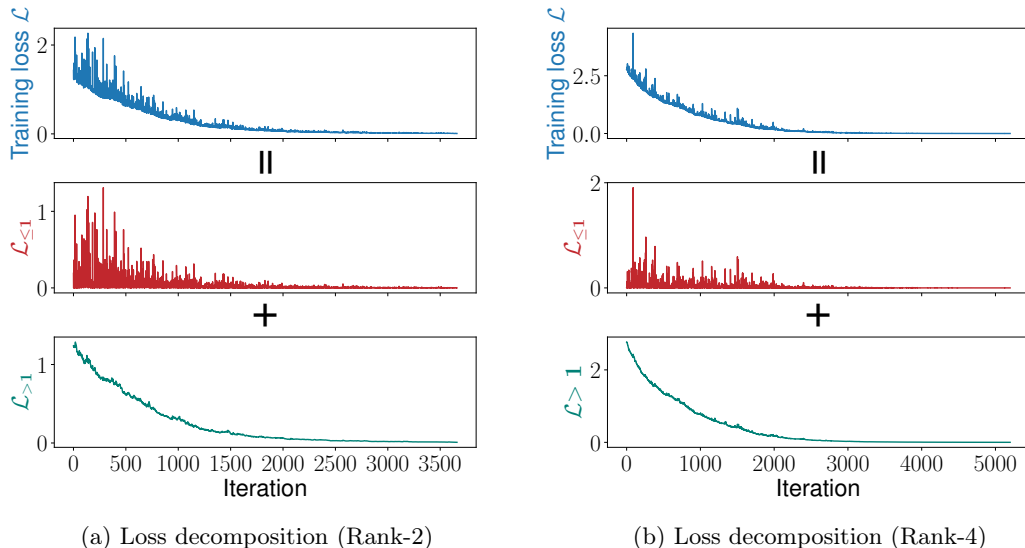 Training loss ℒ
2
0
=
ℒ≤1
1
0
+
ℒ>1
1
0
0 500 1000 1500 2000 2500 3000 3500
Iteration
(a) Loss decomposition (Rank-2)
Training loss ℒ
2.5
0.0
=
ℒ≤1
2
0
+
ℒ> 1
2
0
0 1000 2000 3000 4000 5000
Iteration
(b) Loss decomposition (Rank-4)